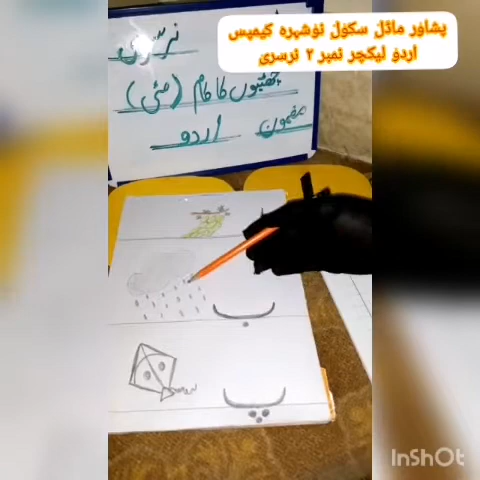 پشاور ماڈل سکول نوشہرہ کیمپس
اردو لیکچر نمبر ۲ نرسری
نرسری
چھٹیوں کا کام (مئی)
مضمون اردو
ب
پ
InShOt